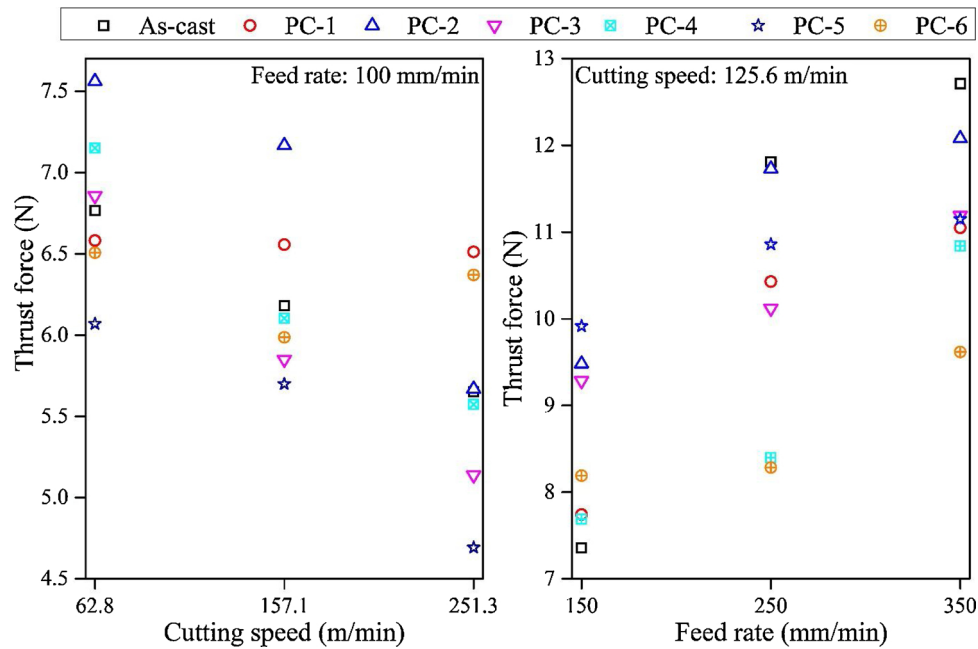 As-cast PC-1 PC-2 PC-3 PC-4 PC-5 PC-6
Feed rate: 100 mm/min
7.5
7.0
6.5
6.0
5.5
5.0
4.5
Thrust force (N)
62.8 157.1 251.3
Cutting speed (m/min)
Cutting speed: 125.6 m/min
13
12
11
10
9
8
7
Thrust force (N)
150 250 350
Feed rate (mm/min)